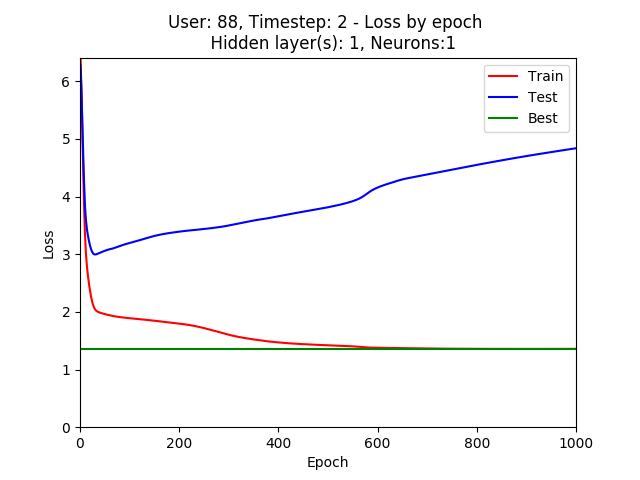 User: 88, Timestep: 2 - Loss by epoch
Hidden layer(s): 1, Neurons:1
Train
Test
Best
6
5
4
3
2
1
0
Loss
0 200 400 600 800 1000
Epoch